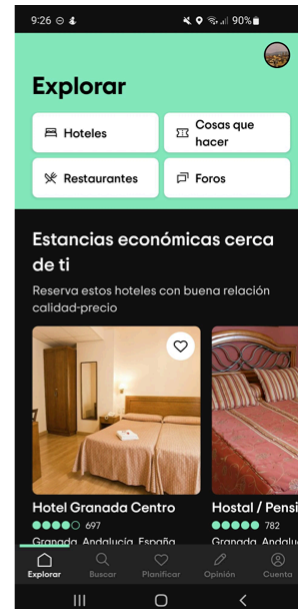 9:26
90%
Explorar
Hoteles
Cosas que
hacer
Restaurantes
Foros
Estancias económicas cerca
de ti
Reserva estos hoteles con buena relación
calidad-precio
Hotel Granada Centro
Hostal / Pensi
697
782
Granada, Andalucía, España
Granada, Andaluc
Explorar
Buscar
Planificar
Opinión
Cuenta